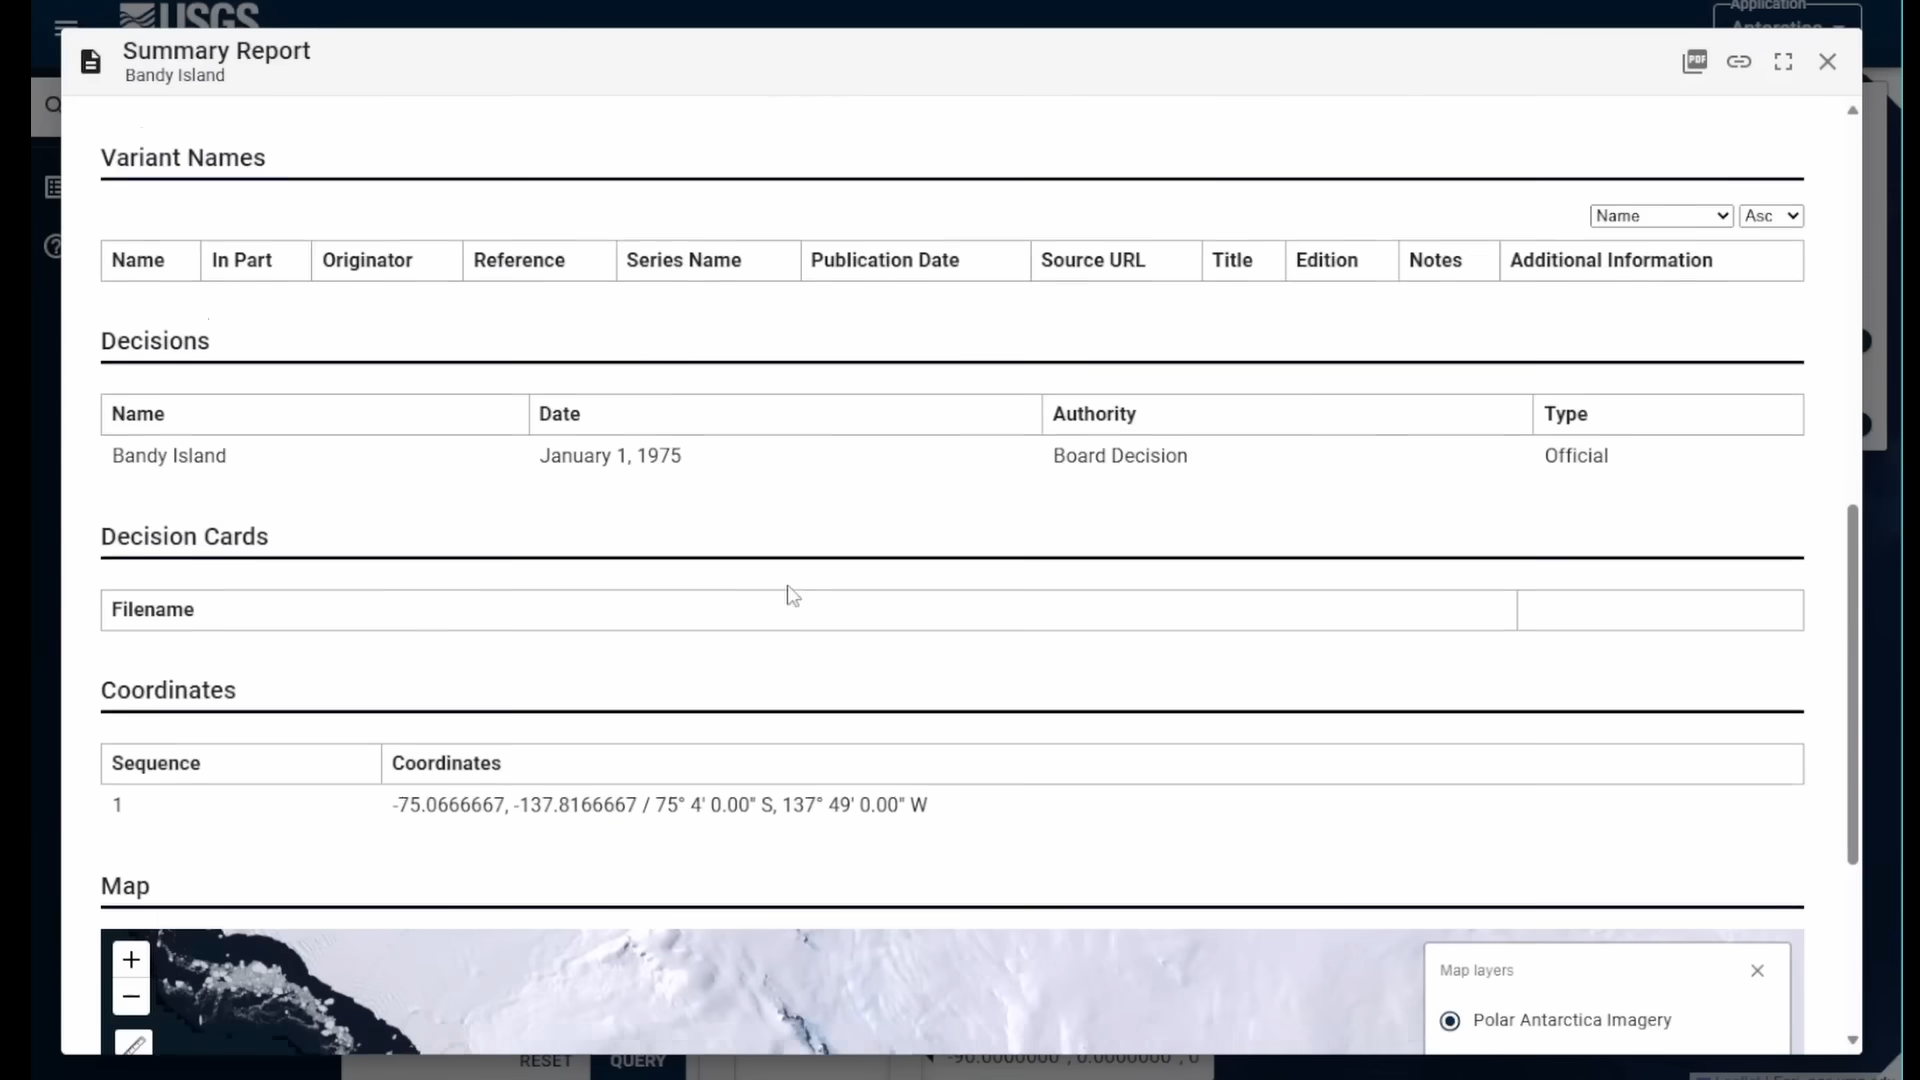 USGS
Application
Summary Report
Bandy Island
PDF
Variant Names
Name Asc
Name In Part Originator Reference Series Name Publication Date Source URL Title Edition Notes Additional Information
Decisions
Name Date Authority Type
Bandy Island January 1, 1975 Board Decision Official
Decision Cards
Filename
Coordinates
Sequence Coordinates
1 -75.0666667, -137.8166667 / 75° 4' 0.00" S, 137° 49' 0.00" W
Map
+
−
Map layers
Polar Antarctica Imagery
RESET QUERY